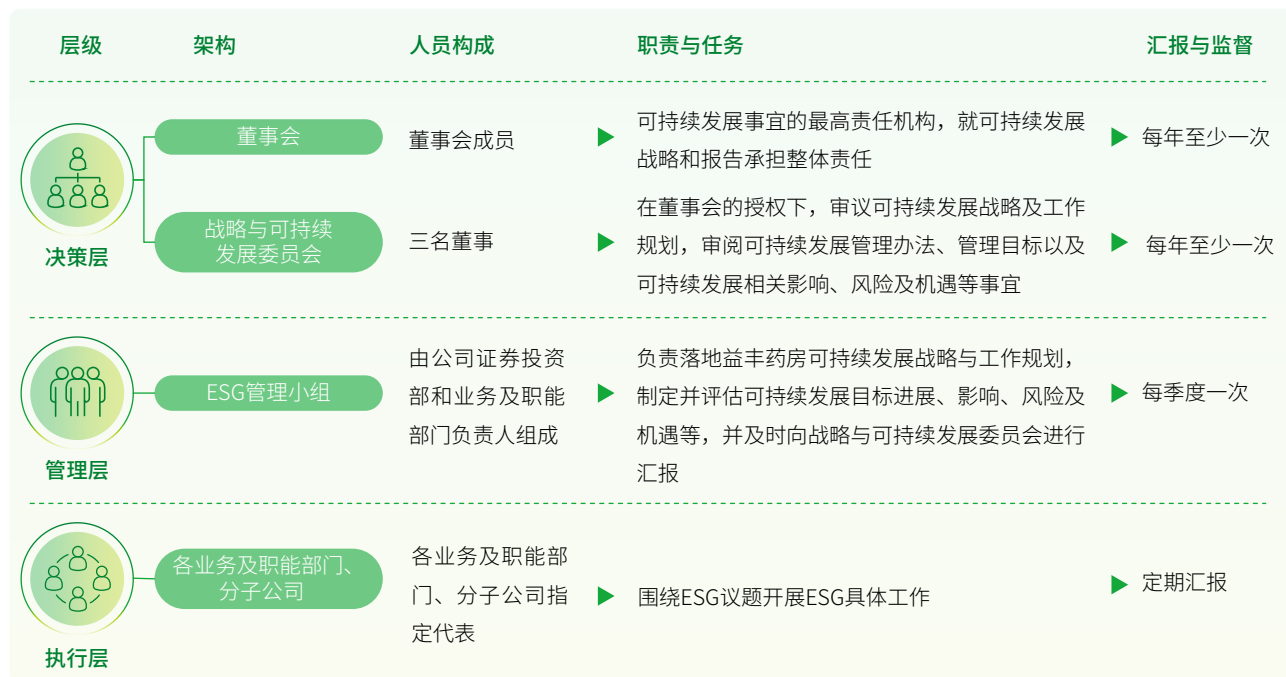 层级 架构 人员构成 职责与任务 汇报与监督
决策层
董事会
董事会成员
可持续发展事宜的最高责任机构，就可持续发展
战略和报告承担整体责任
每年至少一次
战略与可持续
发展委员会
三名董事
在董事会的授权下，审议可持续发展战略及工作
规划，审阅可持续发展管理办法、管理目标以及
可持续发展相关影响、风险及机遇等事宜
每年至少一次
管理层
ESG管理小组
由公司证券投资
部和业务及职能
部门负责人组成
负责落地益丰药房可持续发展战略与工作规划，
制定并评估可持续发展目标进展、影响、风险及
机遇等，并及时向战略与可持续发展委员会进行
汇报
每季度一次
执行层
各业务及职能部门、
分子公司
各业务及职能部
门、分子公司指
定代表
围绕ESG议题开展ESG具体工作
定期汇报